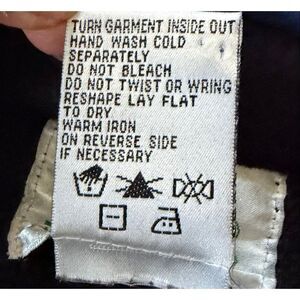 TURN GARMENT INSIDE OUT
HAND WASH COLD
SEPARATELY
DO NOT BLEACH
DO NOT TWIST OR WRING
RESHAPE LAY FLAT
TO DRY
WARM IRON
ON REVERSE SIDE
IF NECESSARY